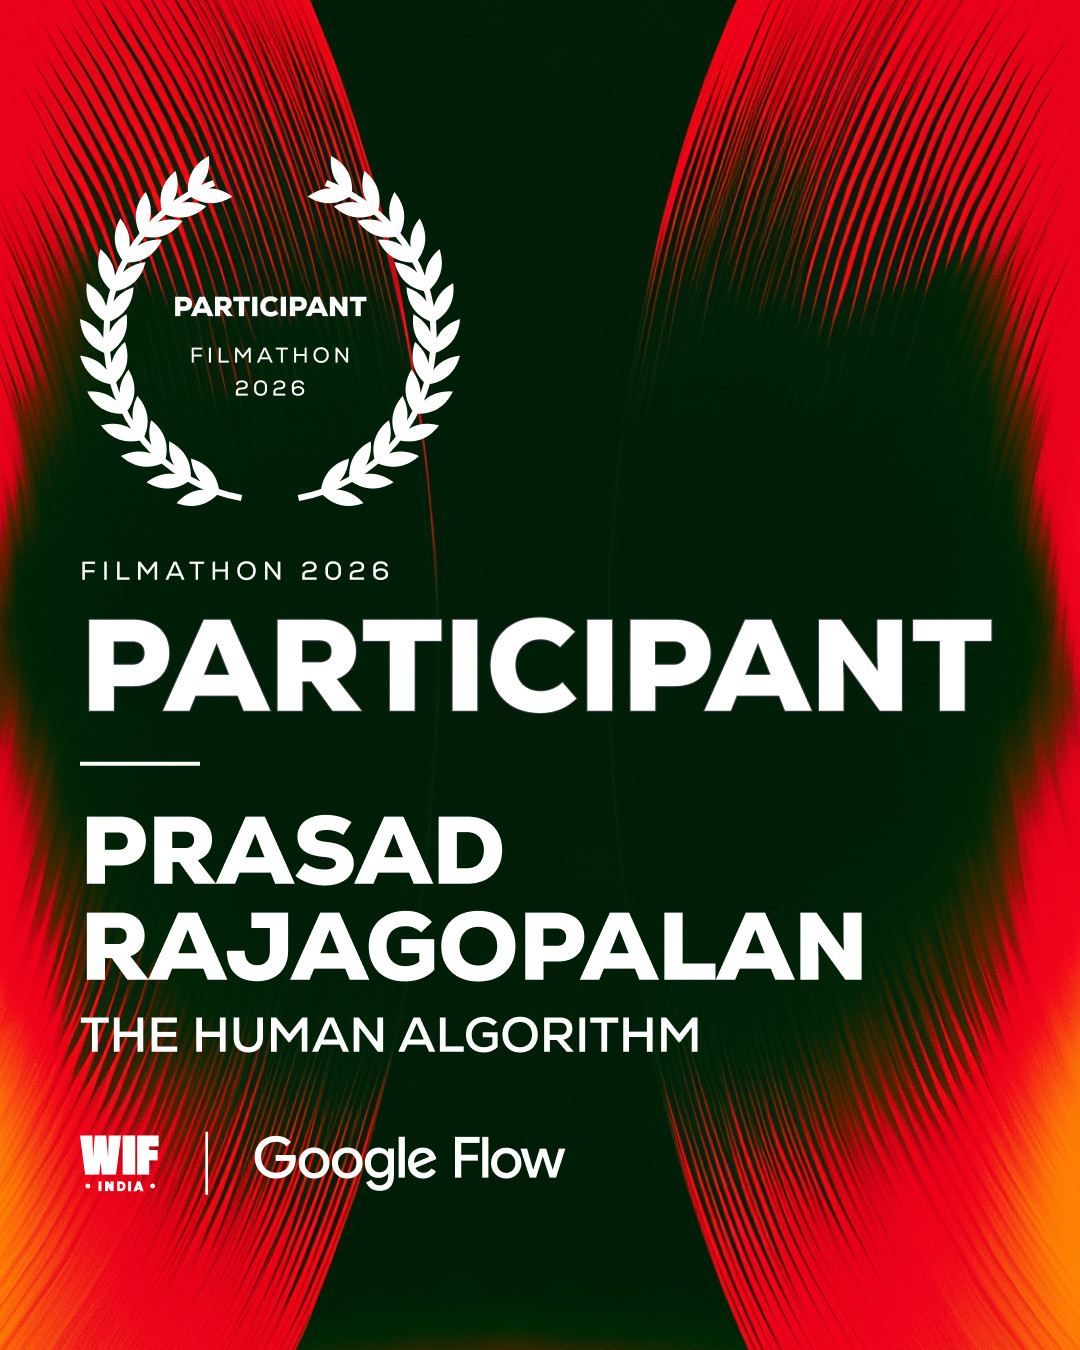 PARTICIPANT
FILMATHON
2026
FILMATHON 2026
PARTICIPANT
PRASAD
RAJAGOPALAN
THE HUMAN ALGORITHM
WIF
• INDIA •
Google Flow